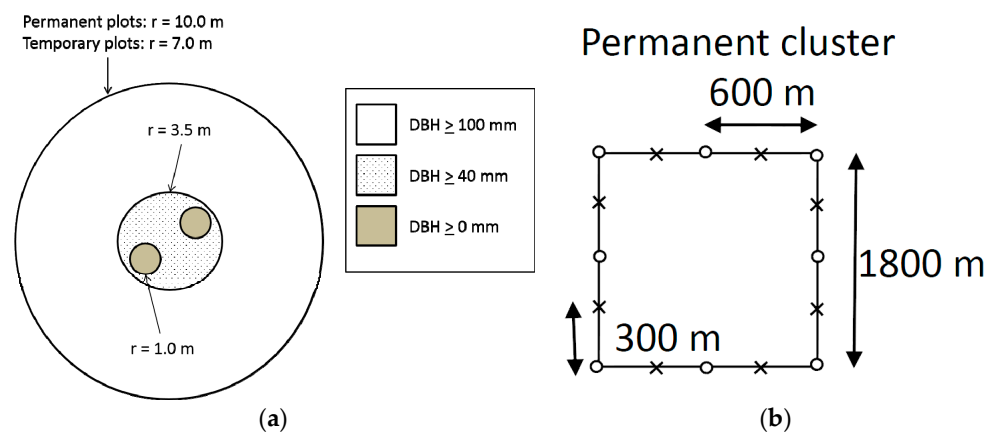 Permanent plots: r = 10.0 m
Temporary plots: r = 7.0 m
r = 3.5 m
r = 1.0 m
DBH ≥ 100 mm
DBH ≥ 40 mm
DBH ≥ 0 mm
(a)
Permanent cluster
600 m
1800 m
300 m
(b)